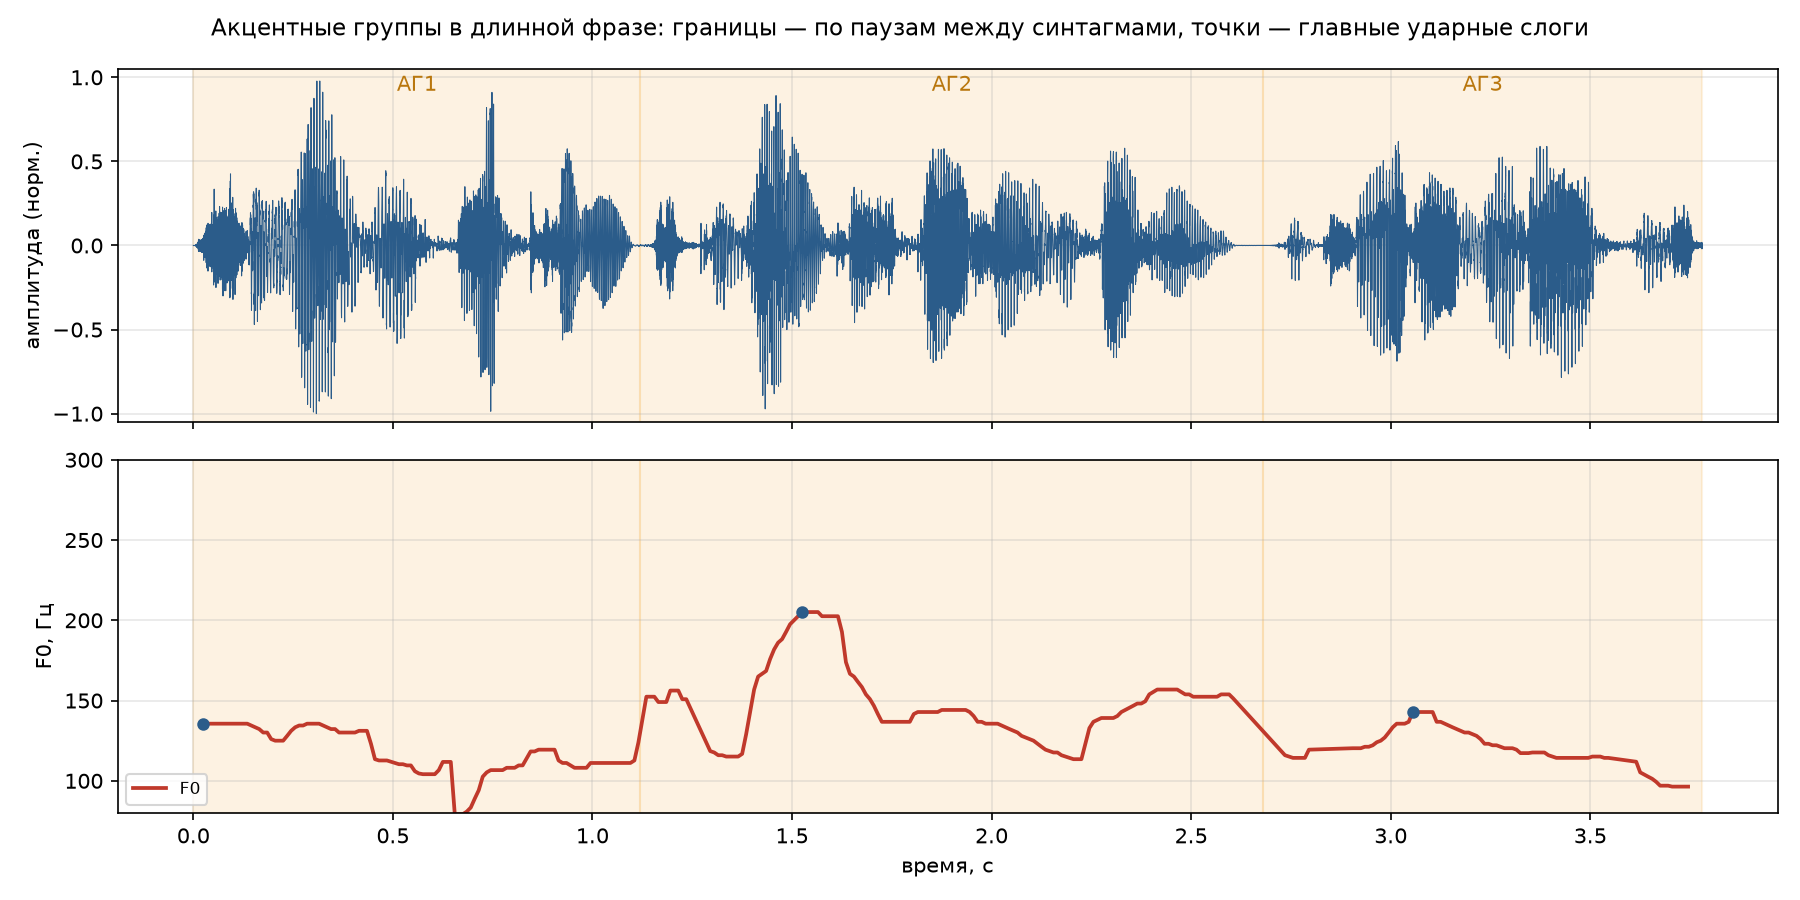 Акцентные группы в длинной фразе: границы — по паузам между синтагмами, точки — главные ударные слоги
АГ1 АГ2 АГ3
амплитуда (норм.)
1.0
0.5
0.0
−0.5
−1.0
F0, Гц
300
250
200
150
100
F0
0.0 0.5 1.0 1.5 2.0 2.5 3.0 3.5
время, с